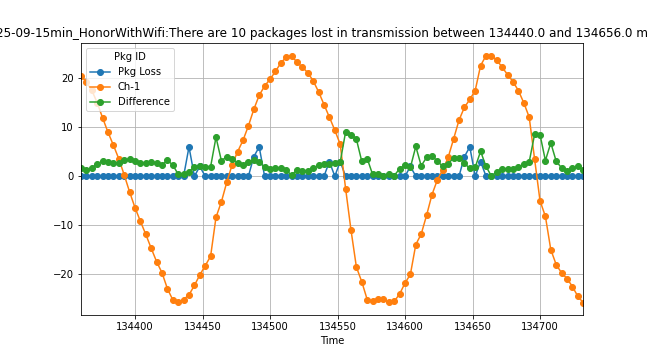 25-09-15min_HonorWithWifi:There are 10 packages lost in transmission between 134440.0 and 134656.0 m
Pkg ID
Pkg Loss
Ch-1
Difference
20
10
0
−10
−20
134400 134450 134500 134550 134600 134650 134700
Time